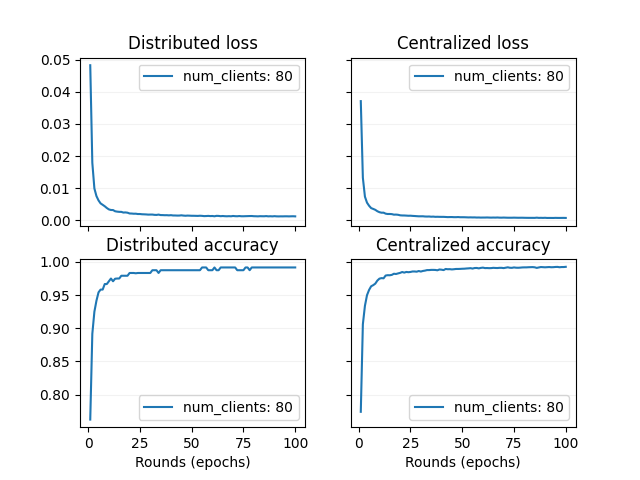 Distributed loss
Centralized loss
0.05
0.04
0.03
0.02
0.01
0.00
num_clients: 80
num_clients: 80
Distributed accuracy
Centralized accuracy
1.00
0.95
0.90
0.85
0.80
num_clients: 80
num_clients: 80
0 25 50 75 100
0 25 50 75 100
Rounds (epochs)
Rounds (epochs)